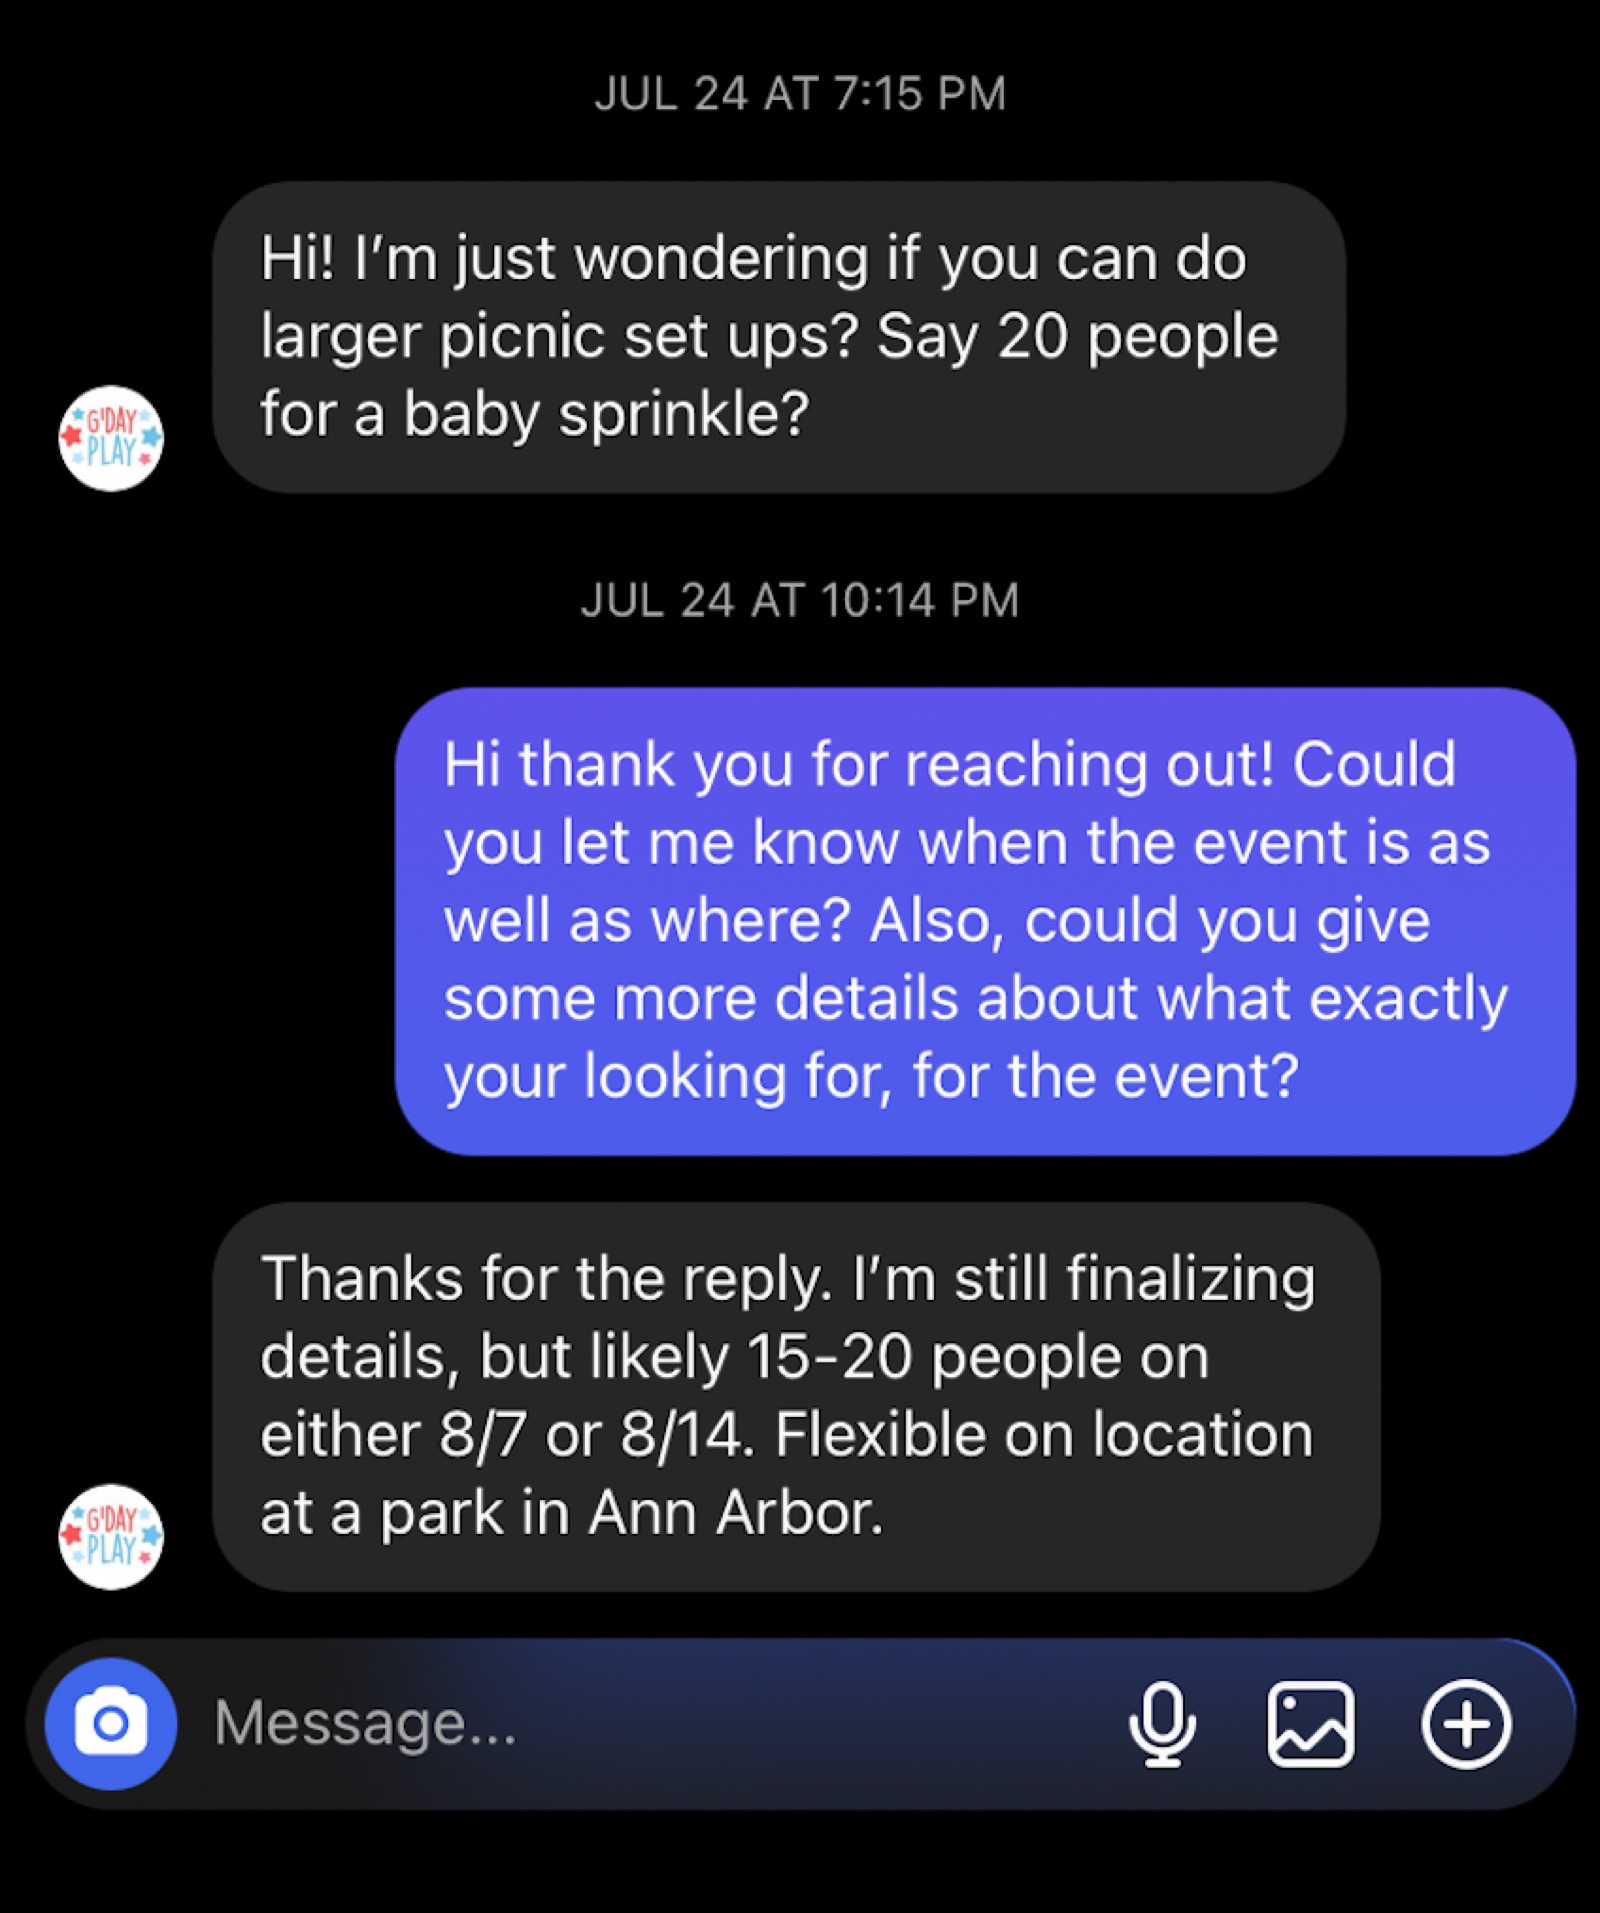 JUL 24 AT 7:15 PM
Hi! I’m just wondering if you can do
larger picnic set ups? Say 20 people
for a baby sprinkle?
G'DAY
PLAY
JUL 24 AT 10:14 PM
Hi thank you for reaching out! Could
you let me know when the event is as
well as where? Also, could you give
some more details about what exactly
your looking for, for the event?
Thanks for the reply. I’m still finalizing
details, but likely 15-20 people on
either 8/7 or 8/14. Flexible on location
at a park in Ann Arbor.
G'DAY
PLAY
Message...